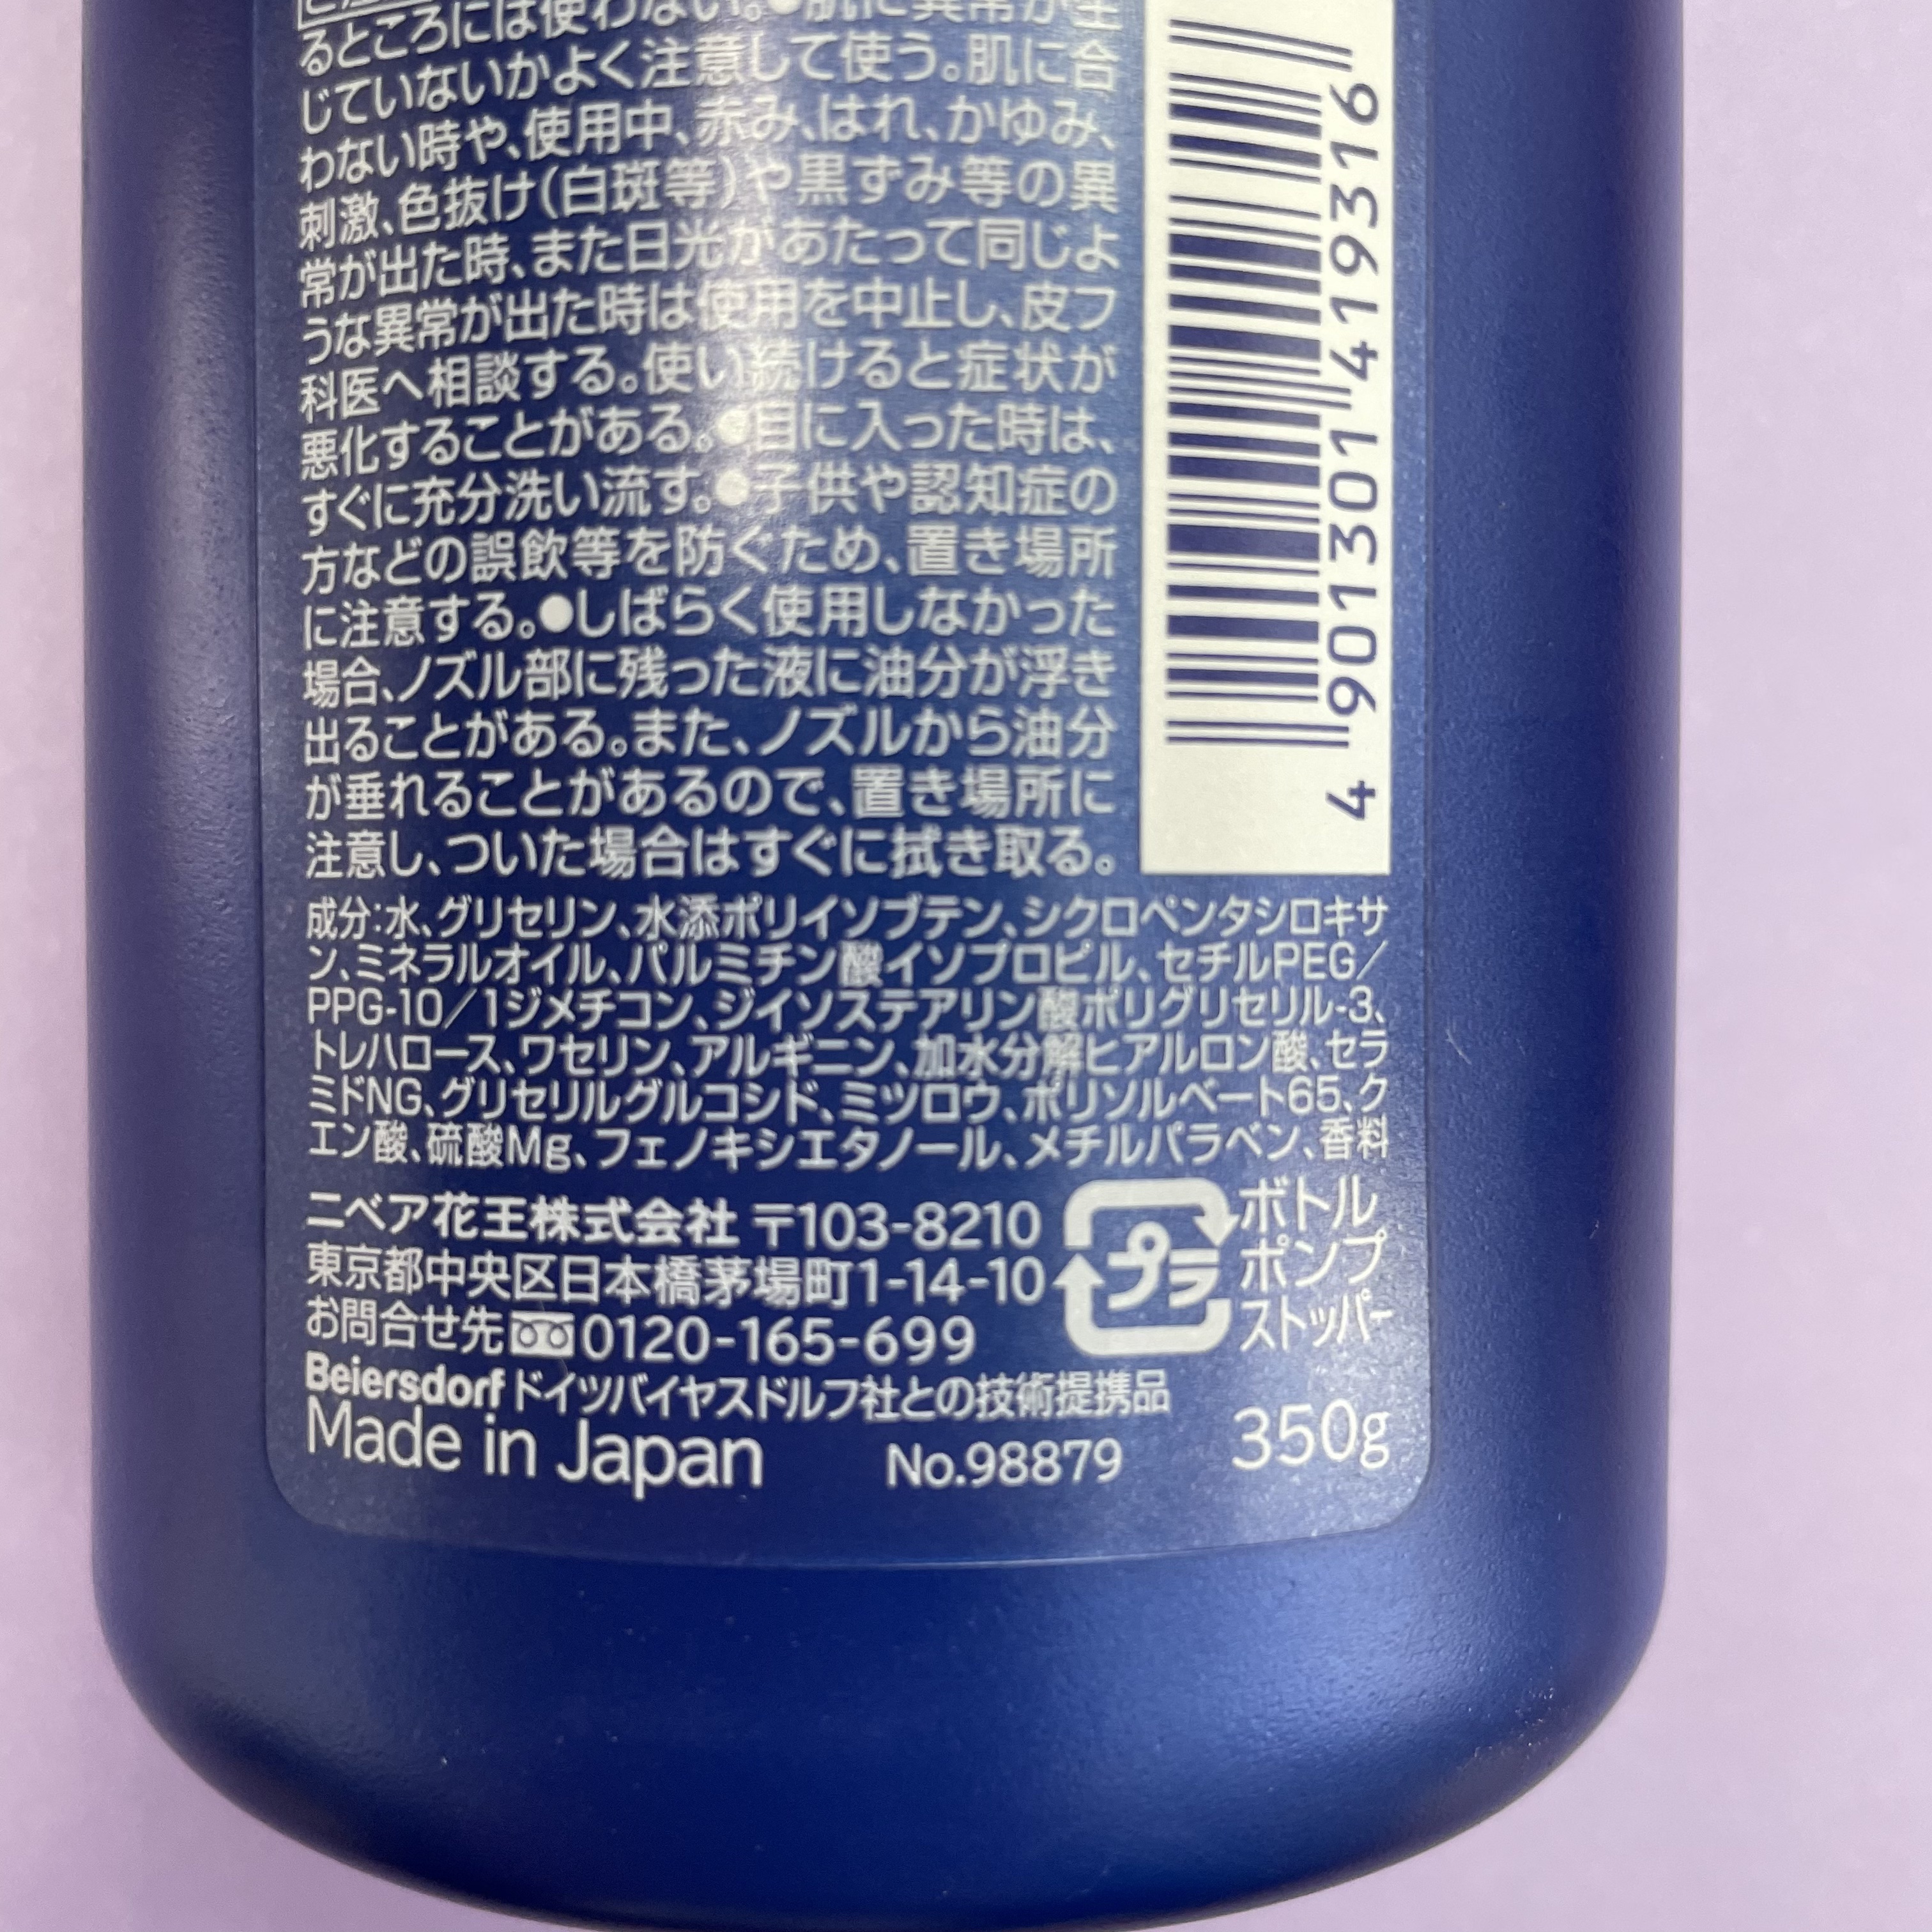 るところには使わない。●肌に異常が生
じていないかよく注意して使う。肌に合
わない時や、使用中、赤み、はれ、かゆみ、
刺激、色抜け(白斑等)や黒ずみ等の異
常が出た時、また日光があたって同じよ
うな異常が出た時は使用を中止し、皮フ
科医へ相談する。使い続けると症状が
悪化することがある。●目に入った時は、
すぐに充分洗い流す。●子供や認知症の
方などの誤飲等を防ぐため、置き場所
に注意する。●しばらく使用しなかった
場合、ノズル部に残った液に油分が浮き
出ることがある。また、ノズルから油分
が垂れることがあるので、置き場所に
注意し、ついた場合はすぐに拭き取る。
4 901301 419316
成分:水、グリセリン、水添ポリイソブテン、シクロペンタシロキサ
ン、ミネラルオイル、パルミチン酸イソプロピル、セチルPEG/
PPG-10/1ジメチコン、ジイソステアリン酸ポリグリセリル-3、
トレハロース、ワセリン、アルギニン、加水分解ヒアルロン酸、セラ
ミドNG、グリセリルグルコシド、ミツロウ、ポリソルベート65、ク
エン酸、硫酸Mg、フェノキシエタノール、メチルパラベン、香料
ニベア花王株式会社 〒103-8210
東京都中央区日本橋茅場町1-14-10
お問合せ先 0120-165-699
プラ
ボトル
ポンプ
ストッパー
Beiersdorf ドイツバイヤスドルフ社との技術提携品
Made in Japan No.98879 350g